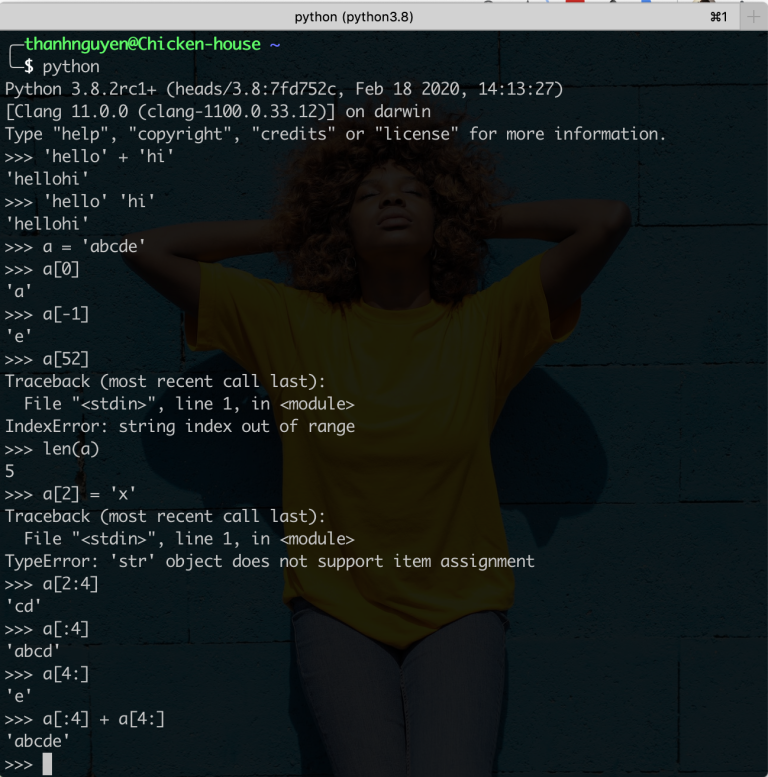 python (python3.8)
⌘1
thanhnguyen@Chicken-house ~
$ python
Python 3.8.2rc1+ (heads/3.8:7fd752c, Feb 18 2020, 14:13:27)
[Clang 11.0.0 (clang-1100.0.33.12)] on darwin
Type "help", "copyright", "credits" or "license" for more information.
>>> 'hello' + 'hi'
'hellohi'
>>> 'hello' 'hi'
'hellohi'
>>> a = 'abcde'
>>> a[0]
'a'
>>> a[-1]
'e'
>>> a[52]
Traceback (most recent call last):
  File "<stdin>", line 1, in <module>
IndexError: string index out of range
>>> len(a)
5
>>> a[2] = 'x'
Traceback (most recent call last):
  File "<stdin>", line 1, in <module>
TypeError: 'str' object does not support item assignment
>>> a[2:4]
'cd'
>>> a[:4]
'abcd'
>>> a[4:]
'e'
>>> a[:4] + a[4:]
'abcde'
>>>